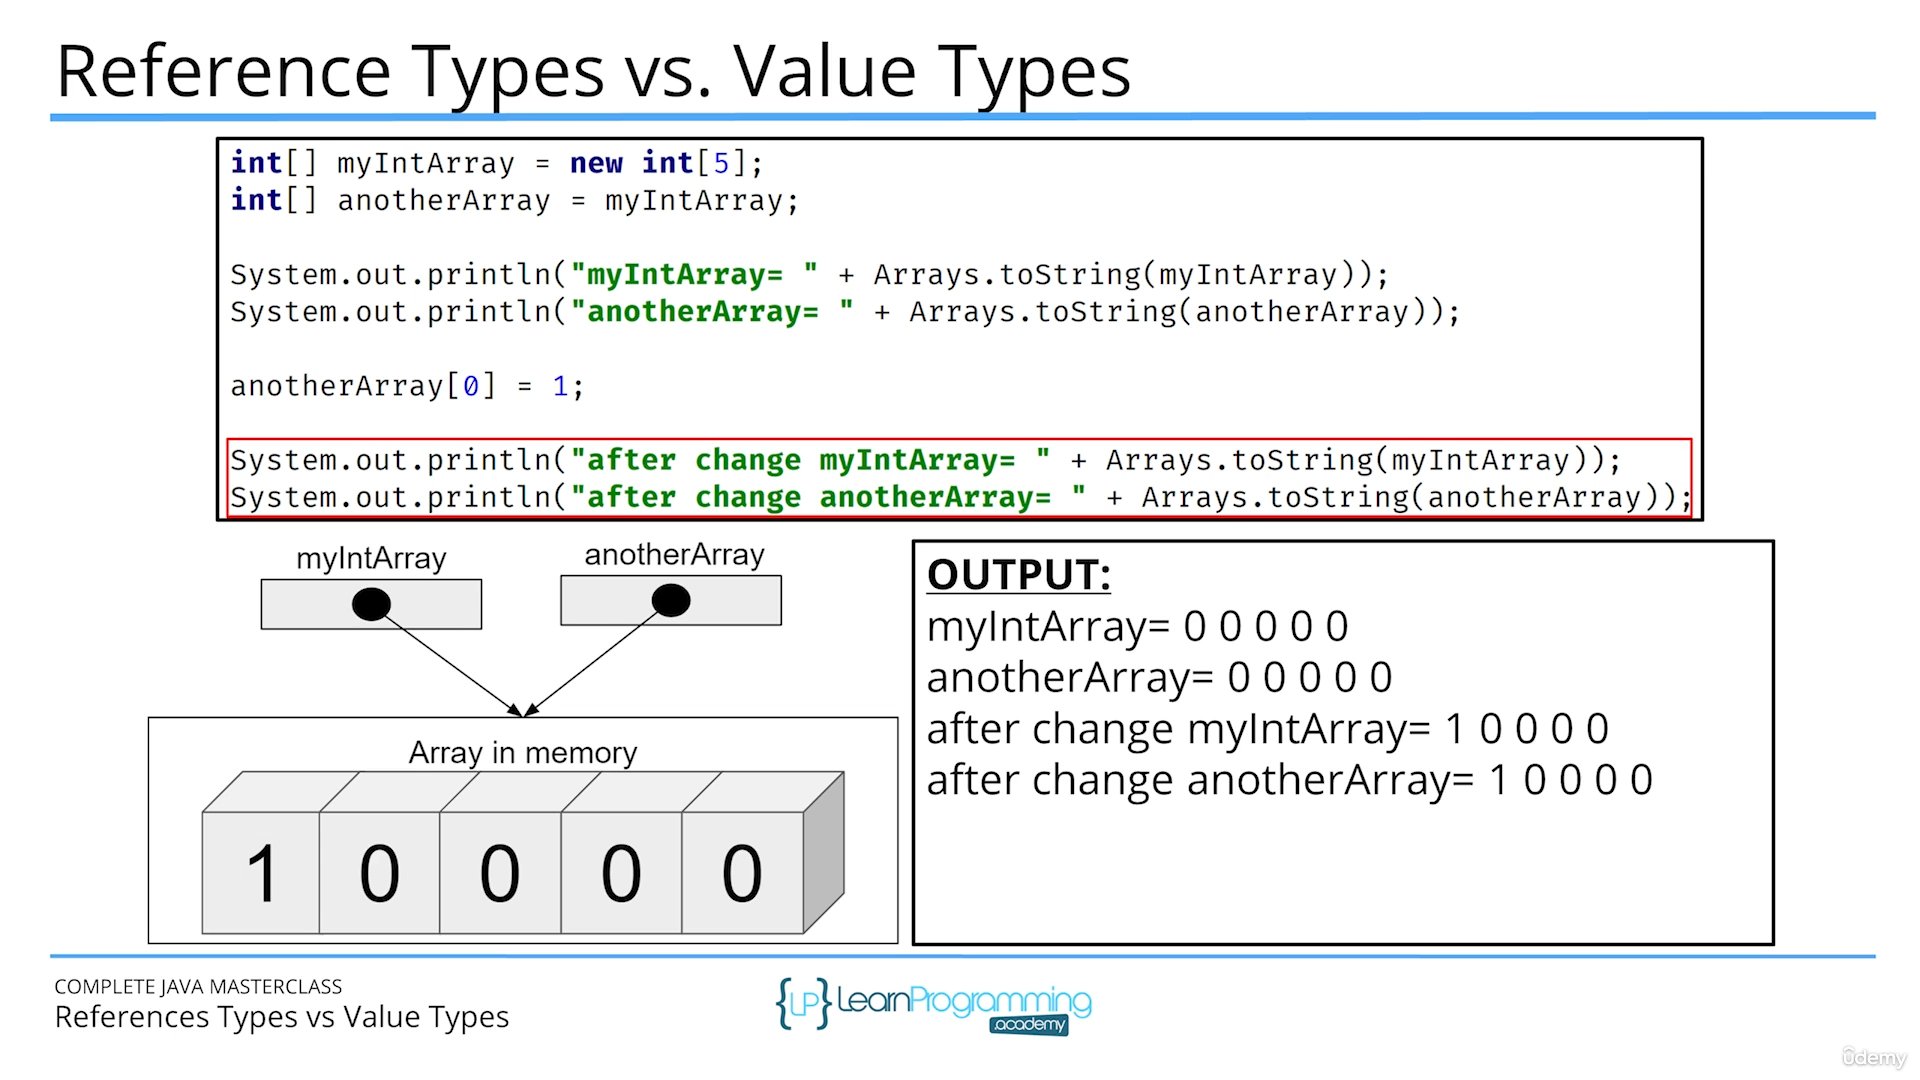 Reference Types vs. Value Types
int[] myIntArray = new int[5];
int[] anotherArray = myIntArray;
System.out.println("myIntArray= " + Arrays.toString(myIntArray));
System.out.println("anotherArray= " + Arrays.toString(anotherArray));
anotherArray[0] = 1;
System.out.println("after change myIntArray= " + Arrays.toString(myIntArray));
System.out.println("after change anotherArray= " + Arrays.toString(anotherArray));
myIntArray
anotherArray
Array in memory
1 0 0 0 0
OUTPUT:
myIntArray= 0 0 0 0 0
anotherArray= 0 0 0 0 0
after change myIntArray= 1 0 0 0 0
after change anotherArray= 1 0 0 0 0
COMPLETE JAVA MASTERCLASS
References Types vs Value Types
{LP} LearnProgramming
.academy
ûdemy